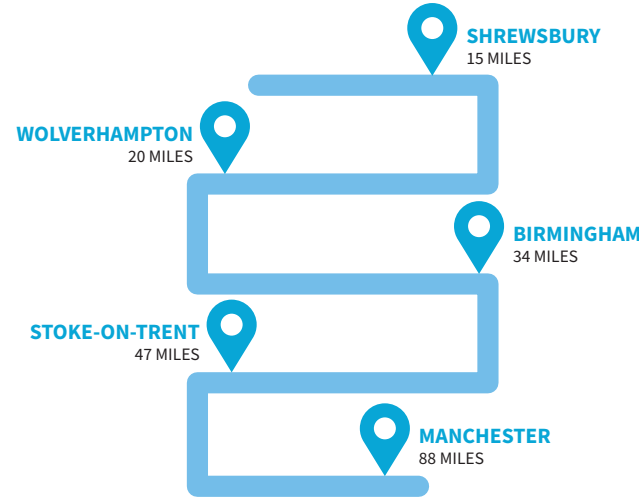 SHREWSBURY
15 MILES
WOLVERHAMPTON
20 MILES
BIRMINGHAM
34 MILES
STOKE-ON-TRENT
47 MILES
MANCHESTER
88 MILES